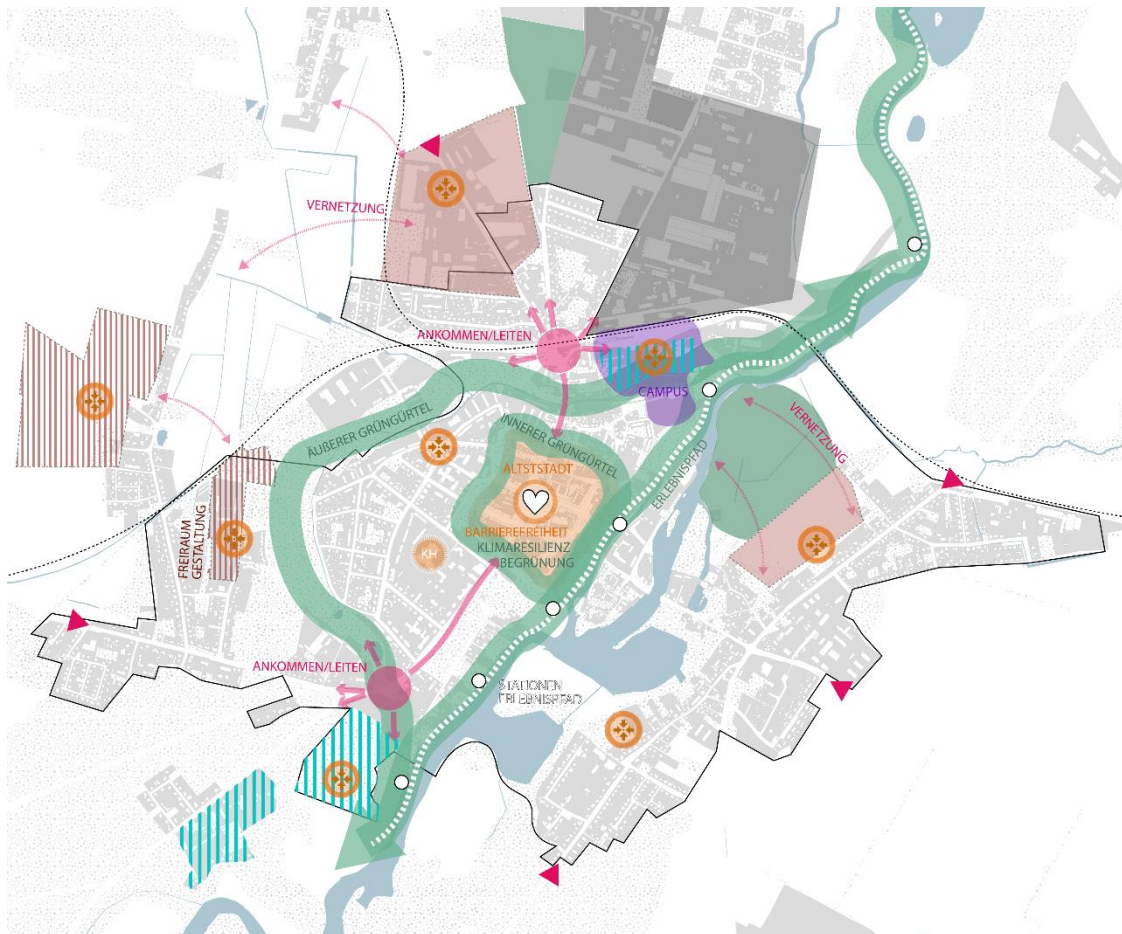 VERNETZUNG
ANKOMMEN/LEITEN
CAMPUS
ÄUßERER GRÜNGÜRTEL
INNERER GRÜNGÜRTEL
VERNETZUNG
ALTSTSTADT
ERLEBNISPFAD
BARRIEREFREIHEIT
KLIMARESILIENZ
BEGRÜNUNG
FREIRAUM
GESTALTUNG
KH
ANKOMMEN/LEITEN
STATIONEN
ERLEBNISPFAD